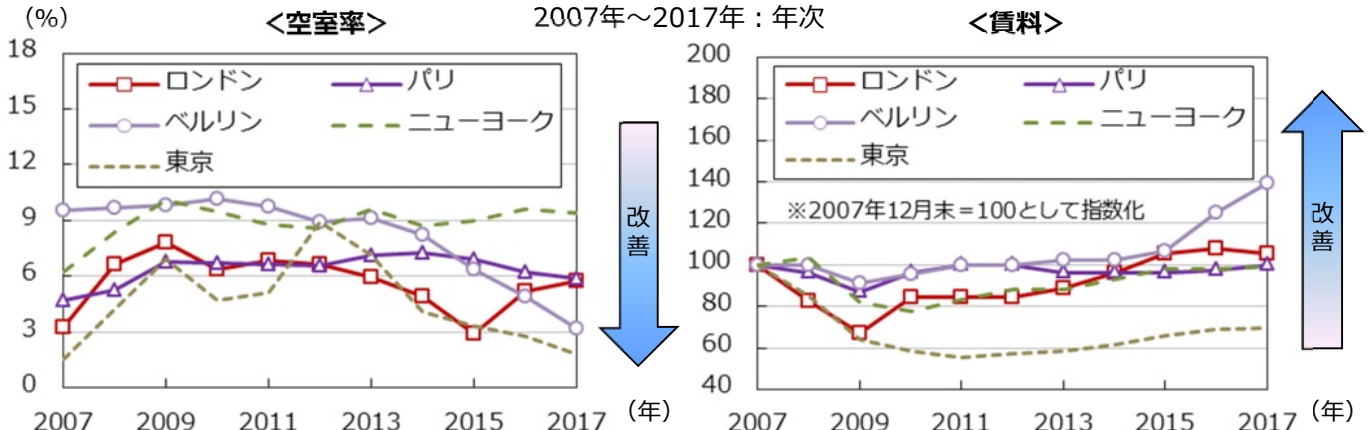 2007年～2017年：年次
（%）
＜空室率＞
18
15
12
9
6
3
0
ロンドン
パリ
ベルリン
ニューヨーク
東京
2007
2009
2011
2013
2015
2017
（年）
改善
＜賃料＞
200
180
160
140
120
100
80
60
40
ロンドン
パリ
ベルリン
ニューヨーク
東京
※2007年12月末＝100として指数化
2007
2009
2011
2013
2015
2017
（年）
改善